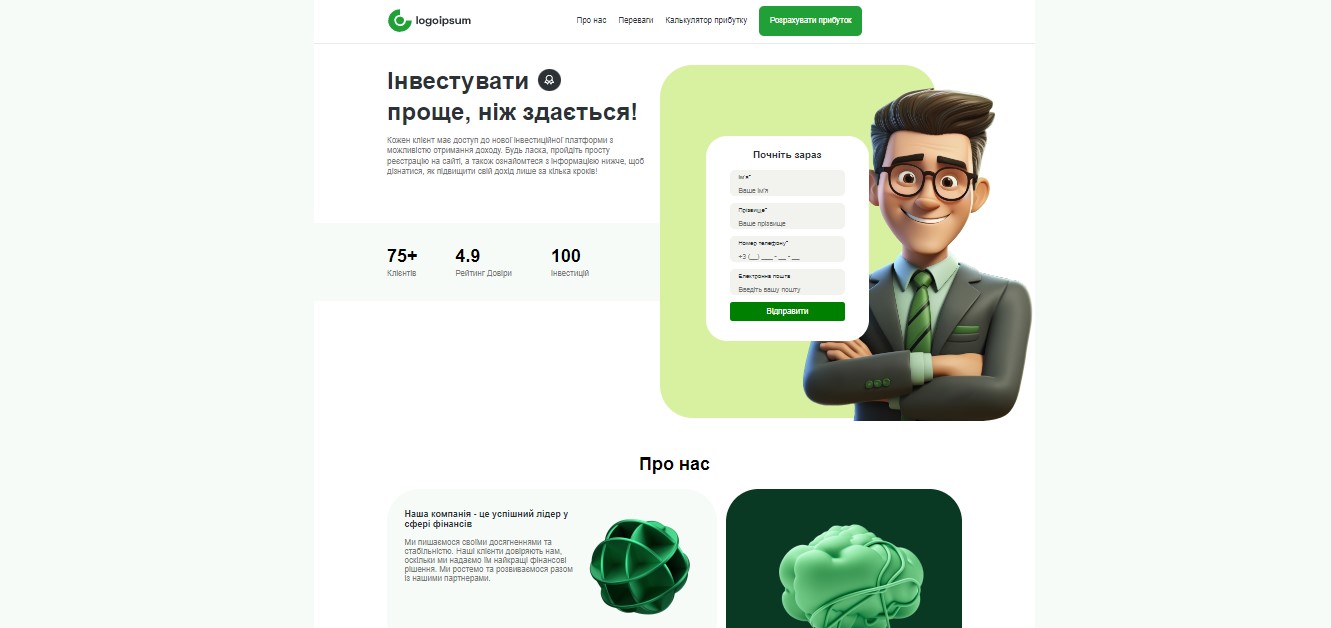 logoipsum
Про нас Переваги Калькулятор прибутку Розрахувати прибуток
Інвестувати
проще, ніж здається!
Кожен клієнт має доступ до нової інвестиційної платформи з
можливістю отримання доходу. Будь ласка, пройдіть просту
реєстрацію на сайті, а також ознайомтеся з інформацією нижче, щоб
дізнатися, як підвищити свій дохід лише за кілька кроків!
75+ 4.9 100
Клієнтів Рейтинг Довіри Інвестицій
Почніть зараз
Ім'я*
Ваше ім'я
Прізвище*
Ваше прізвище
Номер телефону*
+3 (__) ___ - __ - __
Електронна пошта
Введіть вашу пошту
Відправити
Про нас
Наша компанія - це успішний лідер у
сфері фінансів
Ми пишаємося своїми досягненнями та
стабільністю. Наші клієнти довіряють нам,
оскільки ми надаємо їм найкращі фінансові
рішення. Ми ростемо та розвиваємося разом
із нашими партнерами.